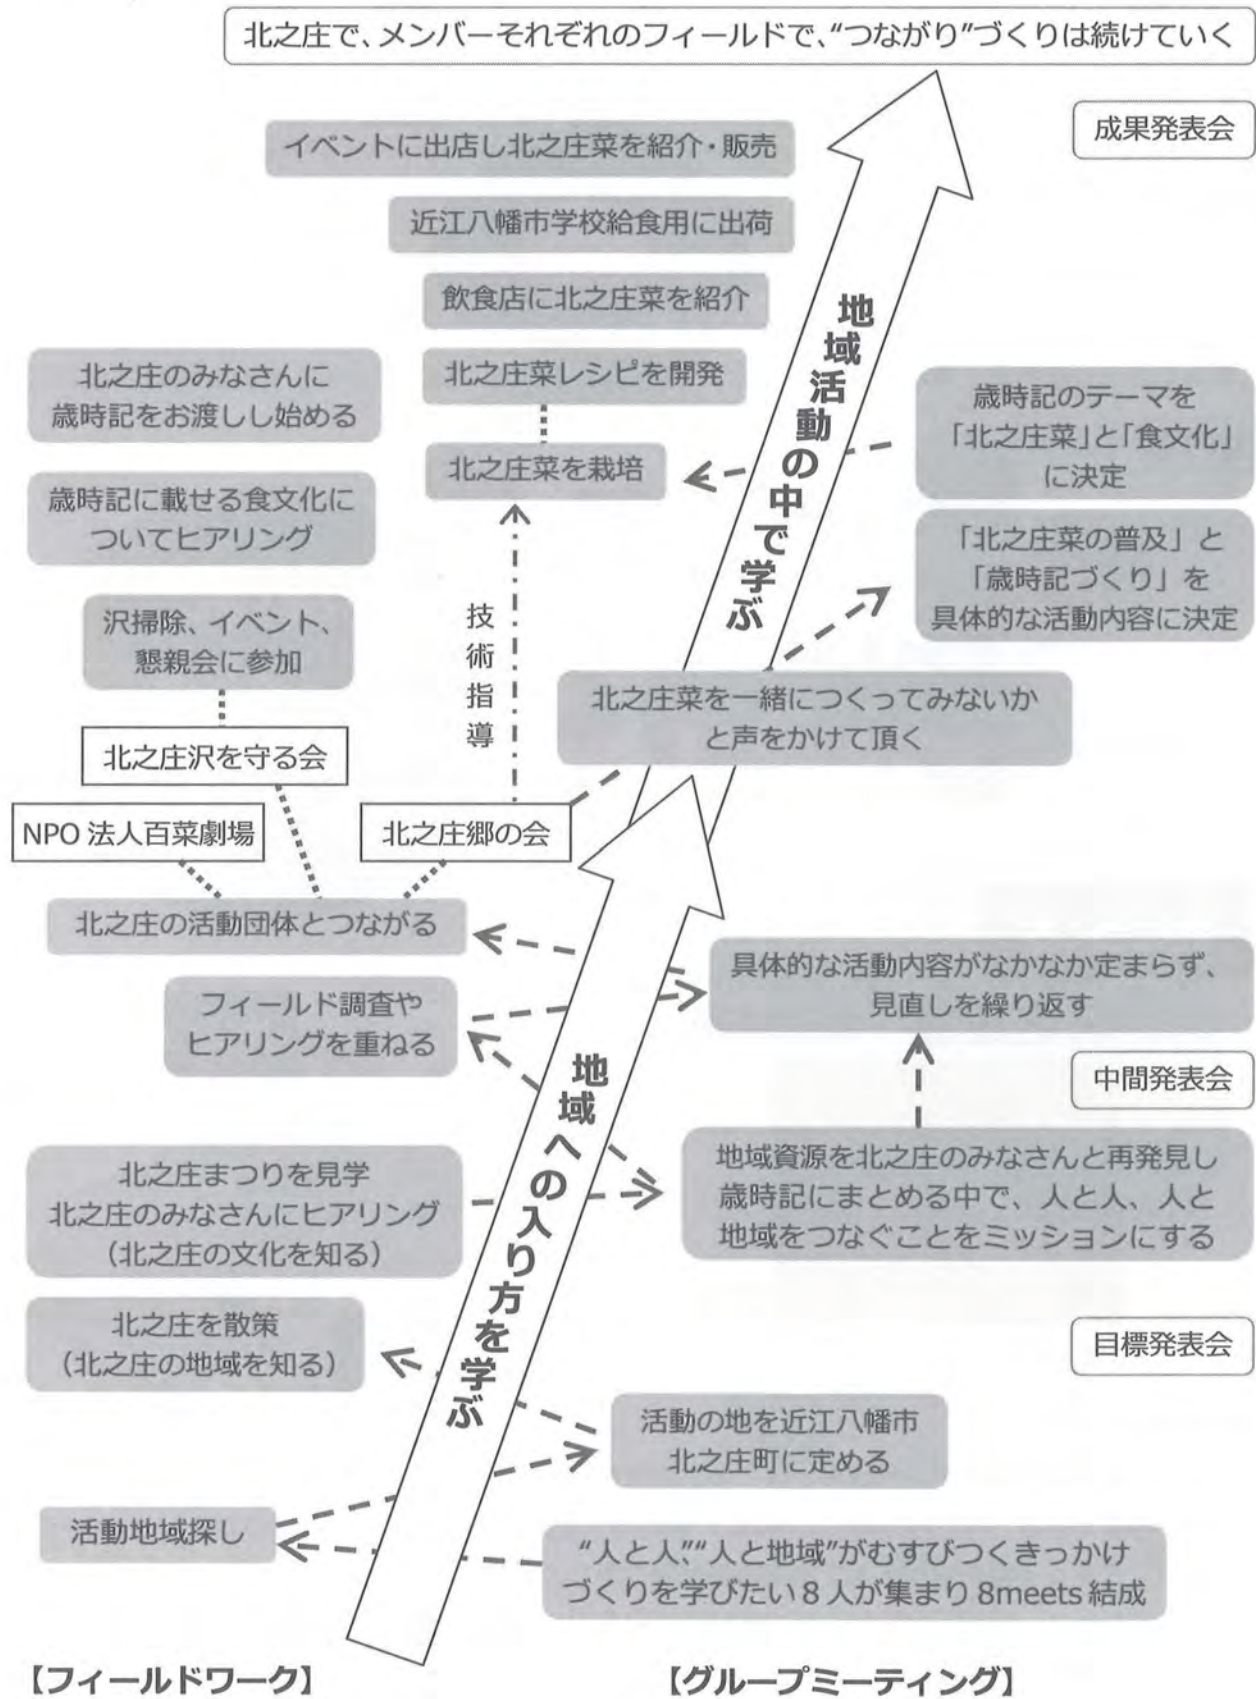 北之庄で、メンバーそれぞれのフィールドで、“つながり”づくりは続けていく
成果発表会
イベントに出店し北之庄菜を紹介・販売
近江八幡市学校給食用に出荷
飲食店に北之庄菜を紹介
北之庄のみなさんに
歳時記をお渡しし始める
北之庄菜レシピを開発
歳時記のテーマを
「北之庄菜」と「食文化」
に決定
北之庄菜を栽培
歳時記に載せる食文化に
ついてヒアリング
「北之庄菜の普及」と
「歳時記づくり」を
具体的な活動内容に決定
地域活動の中で学ぶ
沢掃除、イベント、
懇親会に参加
技術指導
北之庄菜を一緒につくってみないか
と声をかけて頂く
北之庄沢を守る会
NPO 法人百菜劇場
北之庄郷の会
北之庄の活動団体とつながる
具体的な活動内容がなかなか定まらず、
見直しを繰り返す
フィールド調査や
ヒアリングを重ねる
中間発表会
地域への入り方を学ぶ
北之庄まつりを見学
北之庄のみなさんにヒアリング
（北之庄の文化を知る）
地域資源を北之庄のみなさんと再発見し
歳時記にまとめる中で、人と人、人と
地域をつなぐことをミッションにする
北之庄を散策
（北之庄の地域を知る）
目標発表会
活動の地を近江八幡市
北之庄町に定める
活動地域探し
“人と人”、“人と地域”がむすびつくきっかけ
づくりを学びたい 8 人が集まり 8meets 結成
【フィールドワーク】
【グループミーティング】